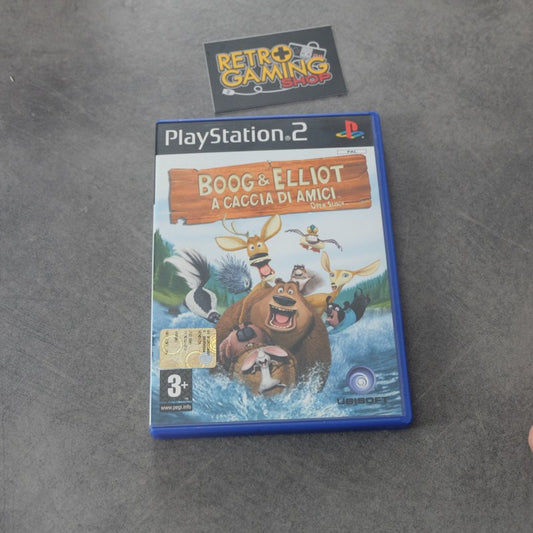 RETRO
GAMING
SHOP
PlayStation®2
PAL
BOOG & ELLIOT
A CACCIA DI AMICI
OPEN SEASON
3+
www.pegi.info
UBISOFT